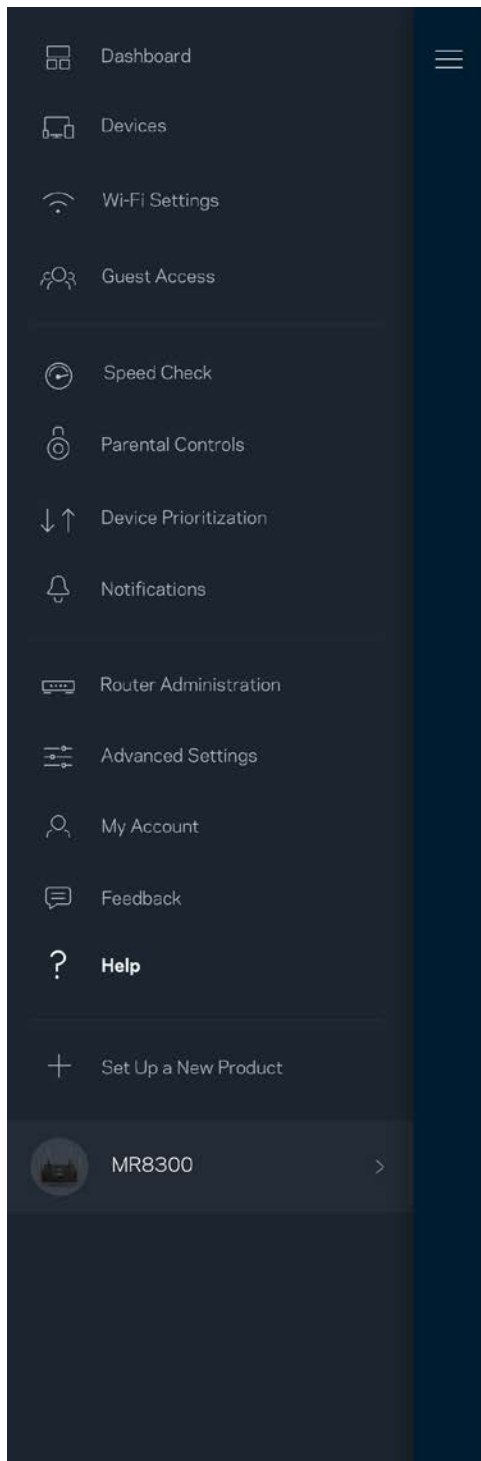 Dashboard
Devices
Wi-Fi Settings
Guest Access
Speed Check
Parental Controls
Device Prioritization
Notifications
Router Administration
Advanced Settings
My Account
Feedback
Help
Set Up a New Product
MR8300